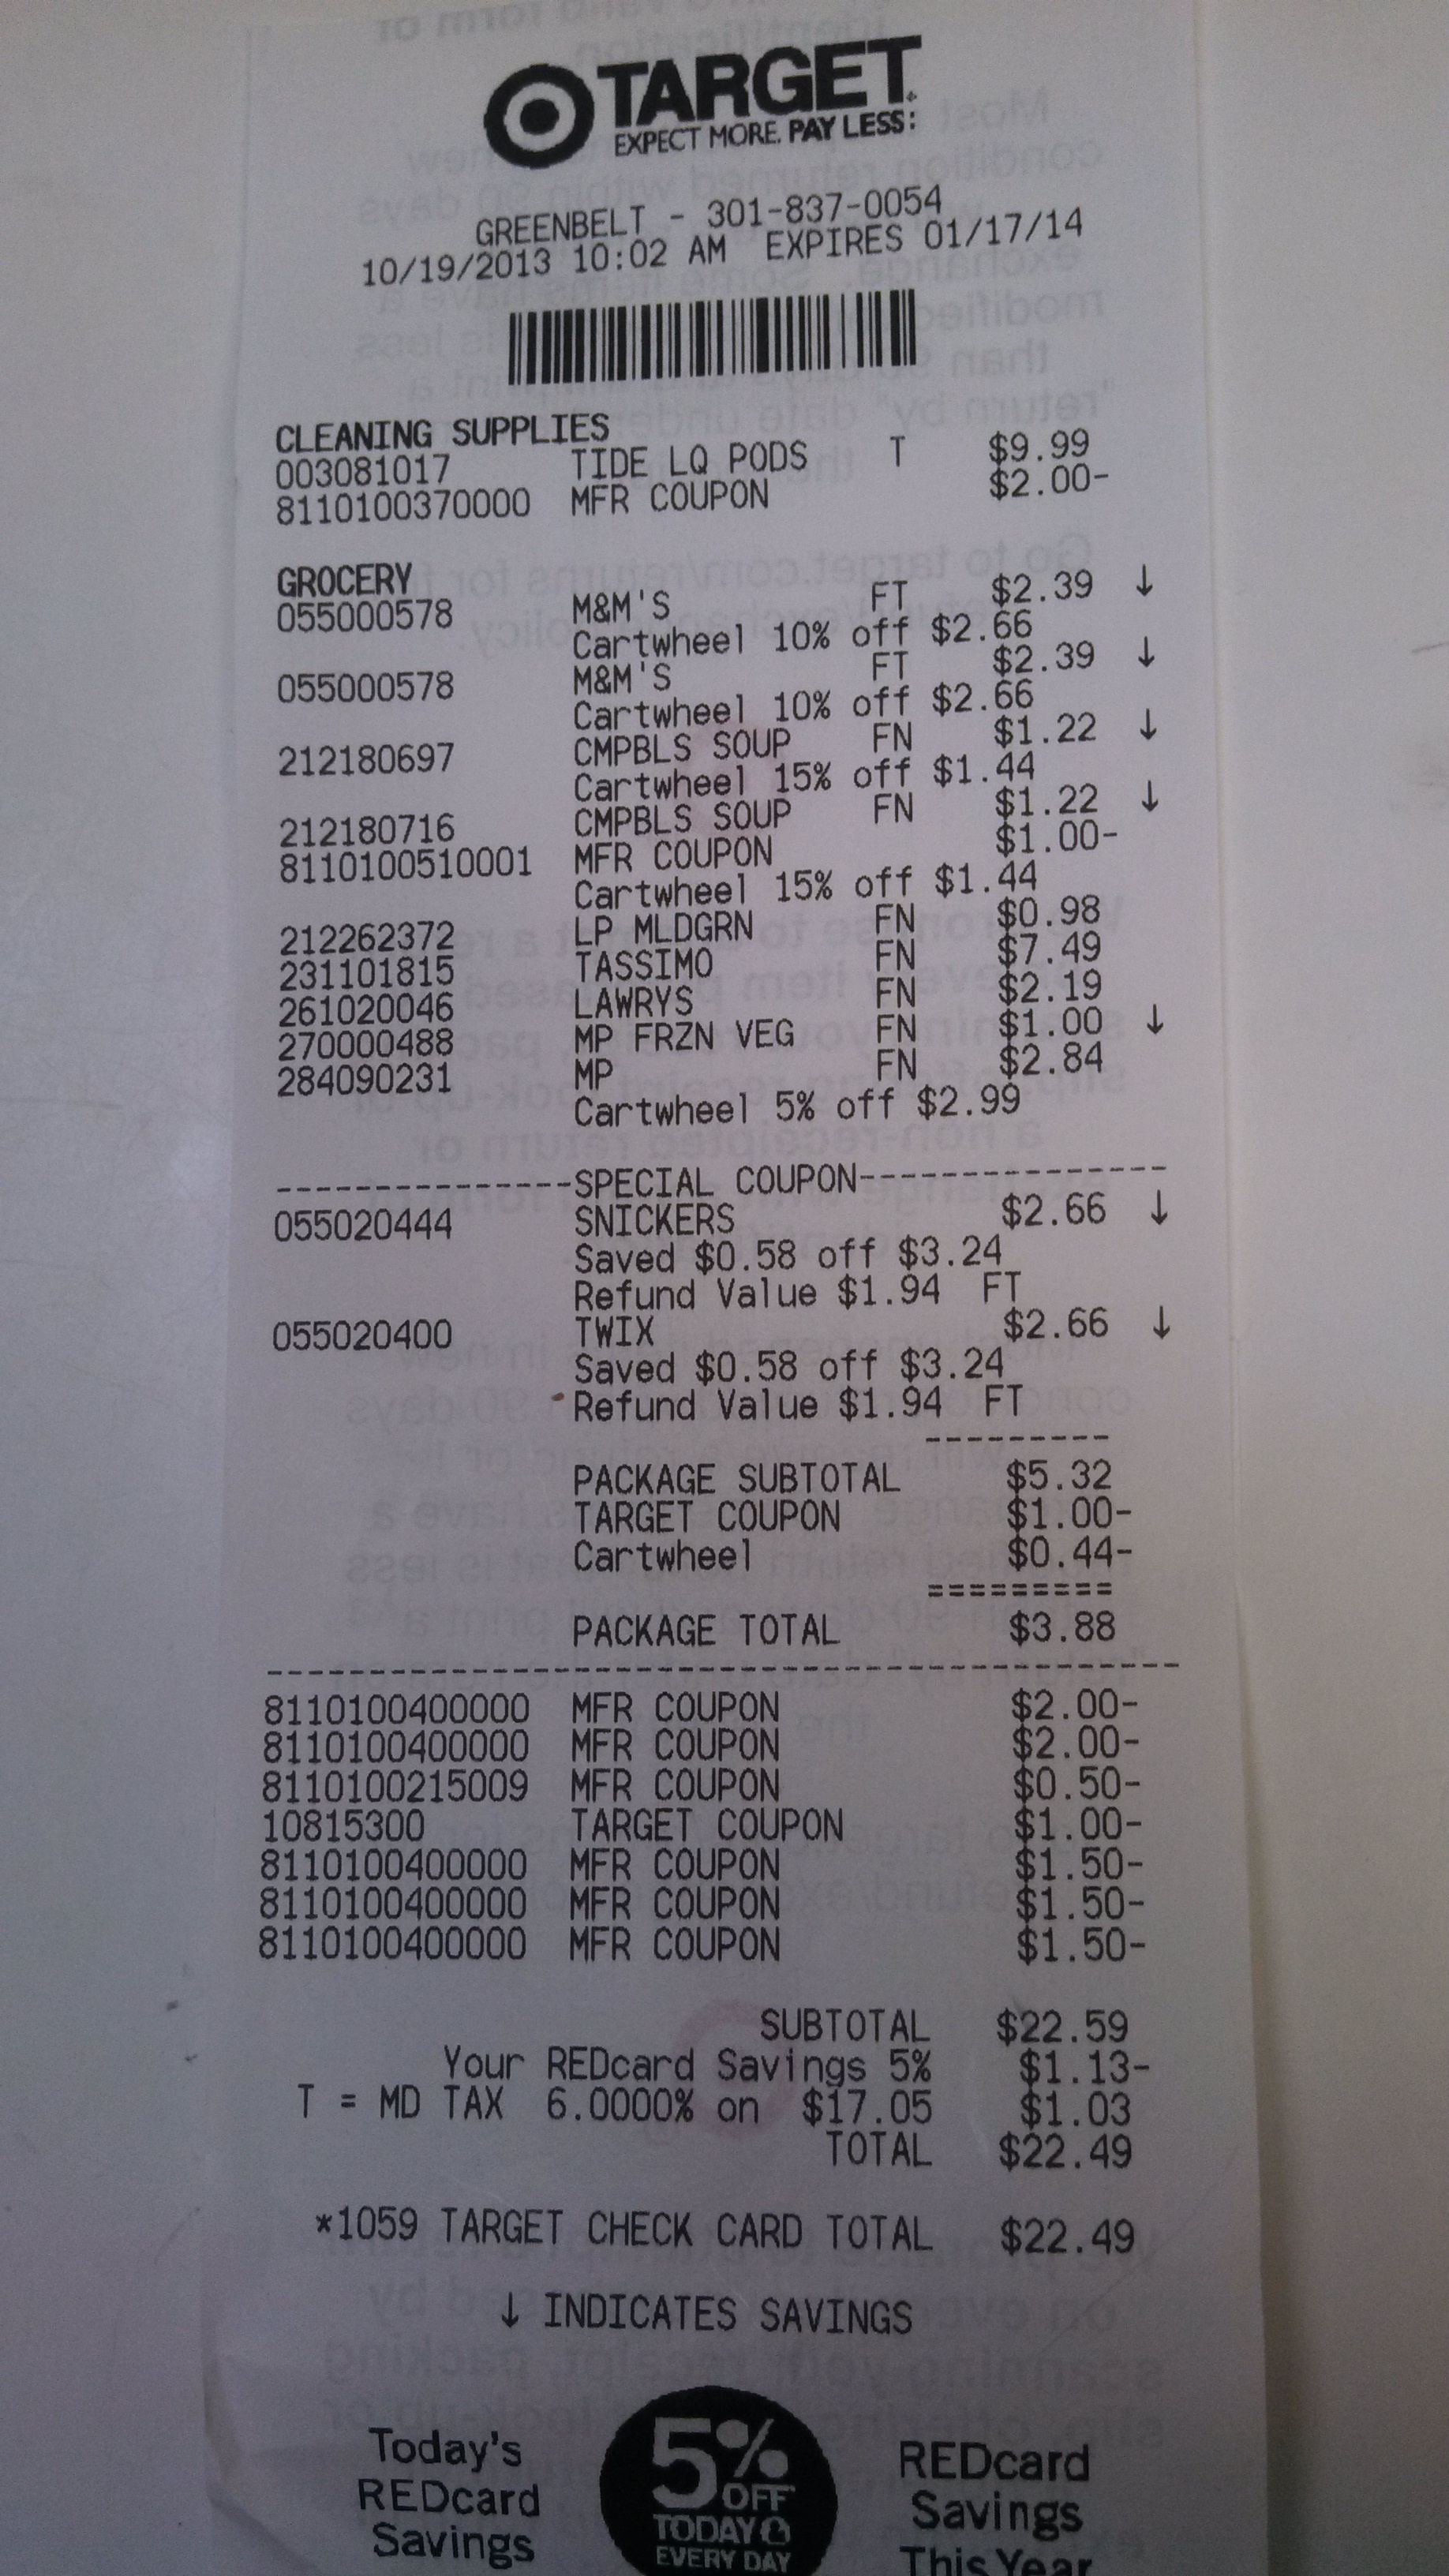 TARGET
EXPECT MORE. PAY LESS.
GREENBELT - 301-837-0054
10/19/2013 10:02 AM EXPIRES 01/17/14
CLEANING SUPPLIES
003081017 TIDE LQ PODS T $9.99
8110100370000 MFR COUPON $2.00-
GROCERY
055000578 M&M'S FT $2.39 ↓
Cartwheel 10% off $2.66
055000578 M&M'S FT $2.39 ↓
Cartwheel 10% off $2.66
212180697 CMPBLS SOUP FN $1.22 ↓
Cartwheel 15% off $1.44
212180716 CMPBLS SOUP FN $1.22 ↓
8110100510001 MFR COUPON $1.00-
Cartwheel 15% off $1.44
212262372 LP MLDGRN FN $0.98
231101815 TASSIMO FN $7.49
261020046 LAWRYS FN $2.19
270000488 MP FRZN VEG FN $1.00 ↓
284090231 MP FN $2.84
Cartwheel 5% off $2.99
--------------SPECIAL COUPON---------------
055020444 SNICKERS $2.66 ↓
Saved $0.58 off $3.24
Refund Value $1.94 FT
055020400 TWIX $2.66 ↓
Saved $0.58 off $3.24
Refund Value $1.94 FT
---------
PACKAGE SUBTOTAL $5.32
TARGET COUPON $1.00-
Cartwheel $0.44-
=========
PACKAGE TOTAL $3.88
--------------------------------------------
8110100400000 MFR COUPON $2.00-
8110100400000 MFR COUPON $2.00-
8110100215009 MFR COUPON $0.50-
10815300 TARGET COUPON $1.00-
8110100400000 MFR COUPON $1.50-
8110100400000 MFR COUPON $1.50-
8110100400000 MFR COUPON $1.50-
SUBTOTAL $22.59
Your REDcard Savings 5% $1.13-
T = MD TAX 6.0000% on $17.05 $1.03
TOTAL $22.49
*1059 TARGET CHECK CARD TOTAL $22.49
↓ INDICATES SAVINGS
Today's
REDcard
Savings
5%
OFF
TODAY &
EVERY DAY
REDcard
Savings
This Year